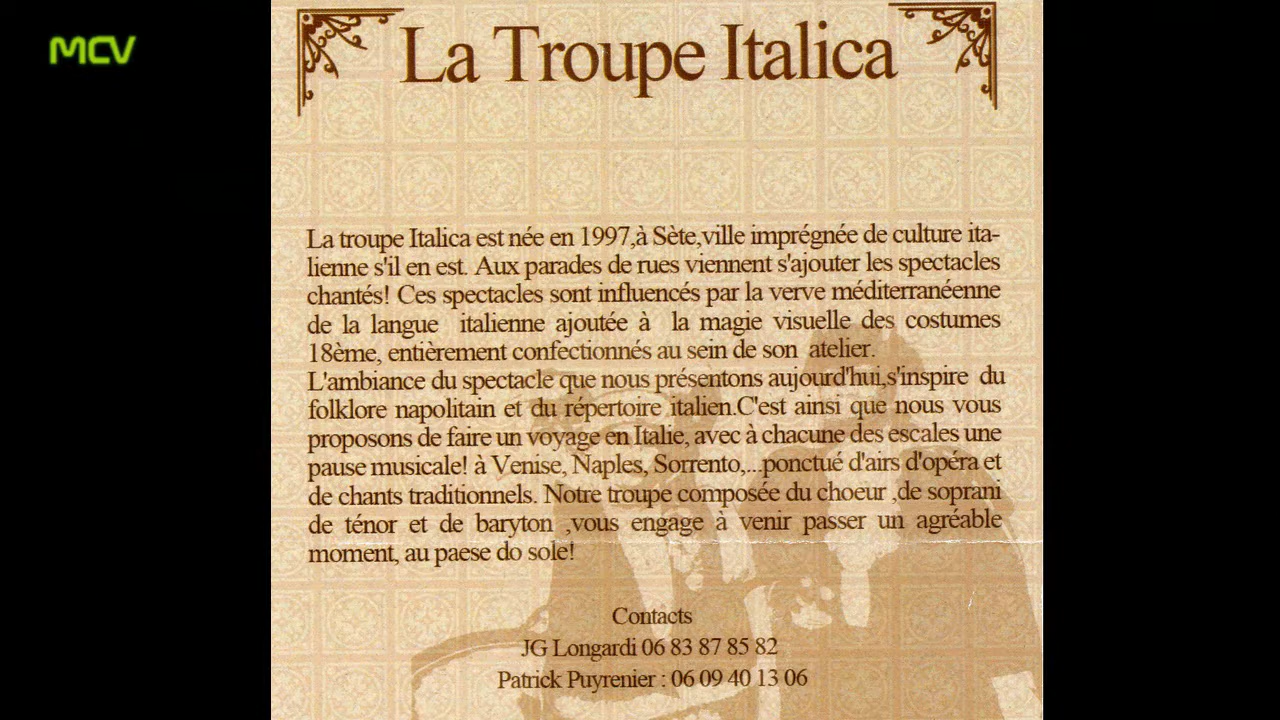 MCV
La Troupe Italica
La troupe Italica est née en 1997,à Sète,ville imprégnée de culture ita-
lienne s'il en est. Aux parades de rues viennent s'ajouter les spectacles
chantés! Ces spectacles sont influencés par la verve méditerranéenne
de la langue italienne ajoutée à la magie visuelle des costumes
18ème, entièrement confectionnés au sein de son atelier.
L'ambiance du spectacle que nous présentons aujourd'hui,s'inspire du
folklore napolitain et du répertoire italien.C'est ainsi que nous vous
proposons de faire un voyage en Italie, avec à chacune des escales une
pause musicale! à Venise, Naples, Sorrento,...ponctué d'airs d'opéra et
de chants traditionnels. Notre troupe composée du choeur ,de soprani
de ténor et de baryton ,vous engage à venir passer un agréable
moment, au paese do sole!
Contacts
JG Longardi 06 83 87 85 82
Patrick Puyrenier : 06 09 40 13 06